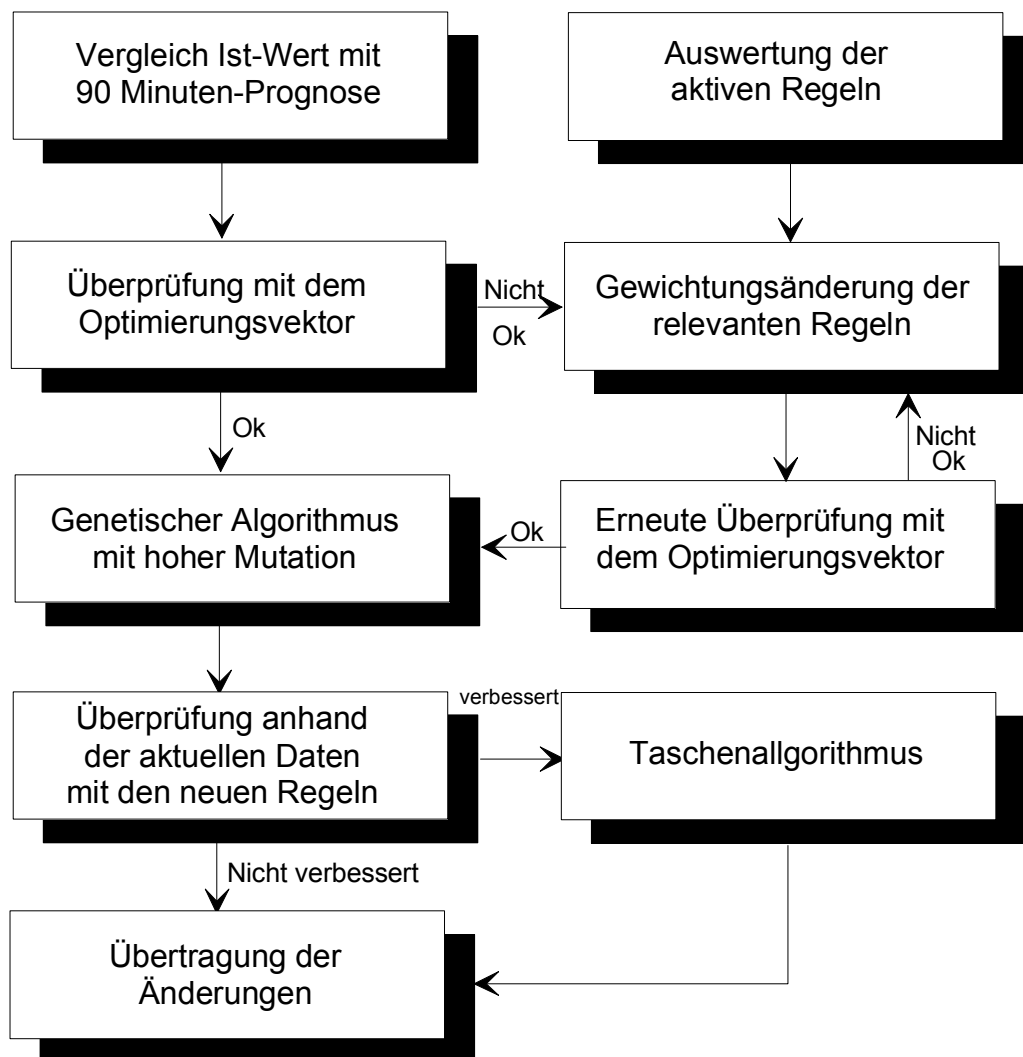 Vergleich Ist-Wert mit
90 Minuten-Prognose
Auswertung der
aktiven Regeln
Überprüfung mit dem
Optimierungsvektor
Nicht
Ok
Gewichtungsänderung der
relevanten Regeln
Ok
Nicht
Ok
Genetischer Algorithmus
mit hoher Mutation
Ok
Erneute Überprüfung mit
dem Optimierungsvektor
Überprüfung anhand
der aktuellen Daten
mit den neuen Regeln
verbessert
Taschenallgorithmus
Nicht verbessert
Übertragung der
Änderungen